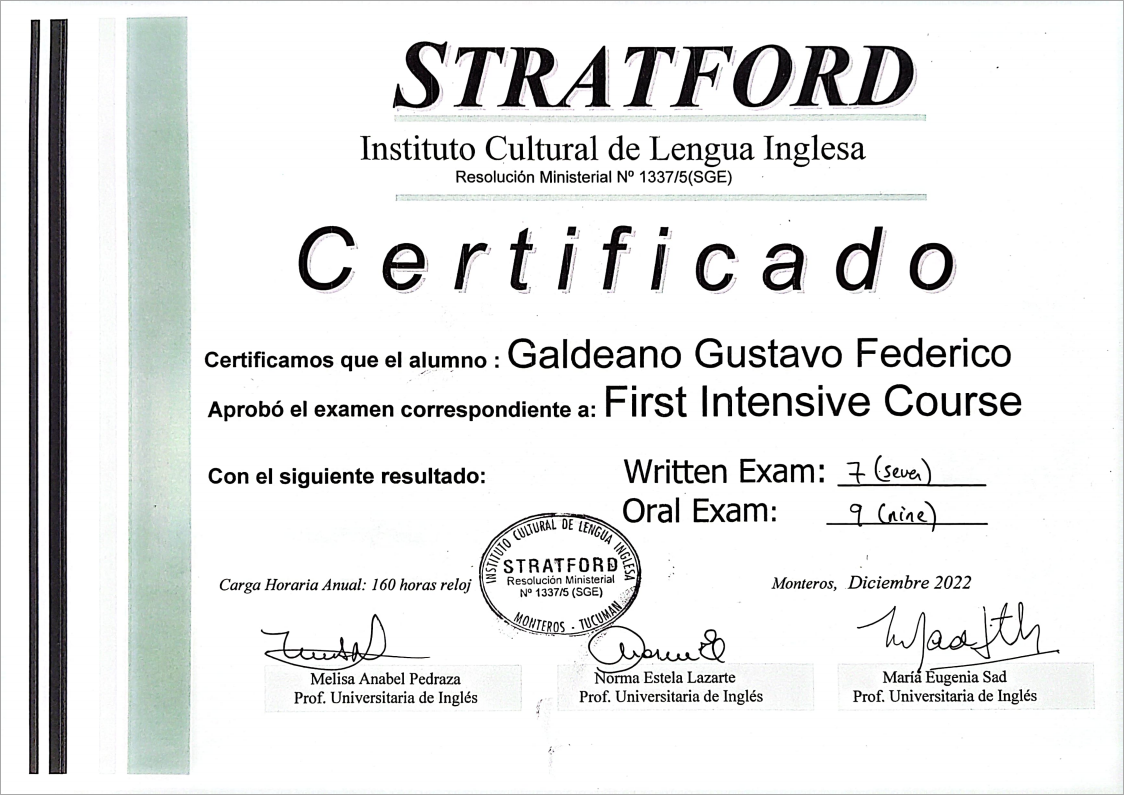 STRATFORD
Instituto Cultural de Lengua Inglesa
Resolución Ministerial Nº 1337/5(SGE)
Certificado
Certificamos que el alumno : Galdeano Gustavo Federico
Aprobó el examen correspondiente a: First Intensive Course
Con el siguiente resultado:
Written Exam: 7 (seven)
Oral Exam: 9 (nine)
INSTITUTO CULTURAL DE LENGUA INGLESA
STRATFORD
Resolución Ministerial
Nº 1337/5 (SGE)
MONTEROS - TUCUMAN
Carga Horaria Anual: 160 horas reloj
Monteros, Diciembre 2022
Melisa Anabel Pedraza
Prof. Universitaria de Inglés
Norma Estela Lazarte
Prof. Universitaria de Inglés
María Eugenia Sad
Prof. Universitaria de Inglés